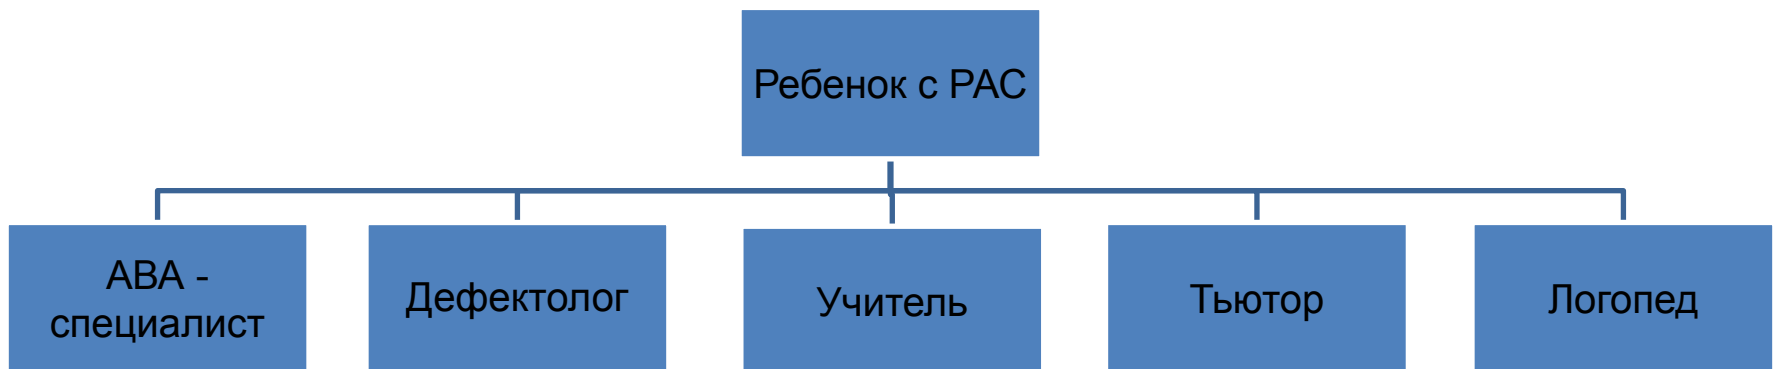 Ребенок с РАС
АВА -
специалист
Дефектолог
Учитель
Тьютор
Логопед